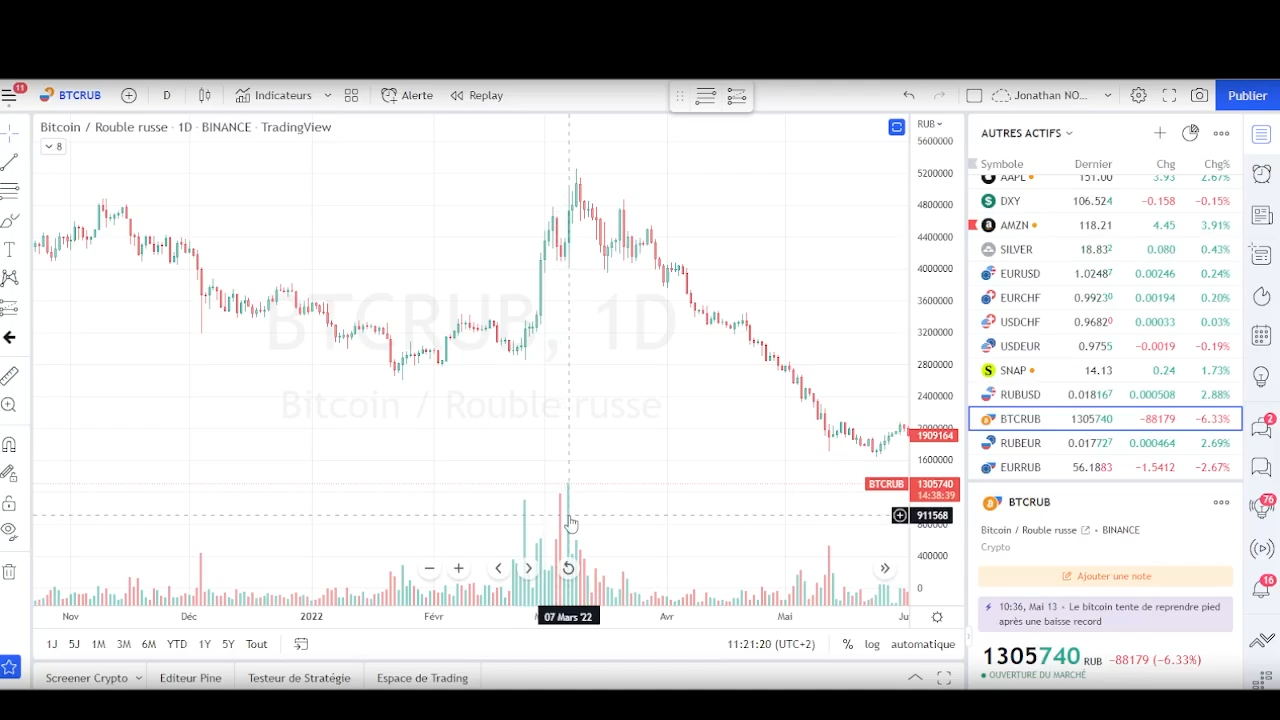 11
BTCRUB
D
Indicateurs
Alerte
Replay
Jonathan NO...
Publier
Bitcoin / Rouble russe · 1D · BINANCE · TradingView
8
RUB
5600000
5200000
4800000
4400000
4000000
3600000
3200000
2800000
2400000
2000000
1909164
1600000
BTCRUB 1305740
14:38:39
911568
800000
400000
0
BTCRUB, 1D
Bitcoin / Rouble russe
Nov Déc 2022 Févr 07 Mars '22 Avr Mai Ju
1J 5J 1M 3M 6M YTD 1Y 5Y Tout
11:21:20 (UTC+2) % log automatique
Screener Crypto Editeur Pine Testeur de Stratégie Espace de Trading
AUTRES ACTIFS
Symbole Dernier Chg Chg%
AAPL 151.00 3.93 2.67%
DXY 106.524 −0.158 −0.15%
AMZN 118.21 4.45 3.91%
SILVER 18.832 0.080 0.43%
EURUSD 1.02487 0.00246 0.24%
EURCHF 0.99230 0.00194 0.20%
USDCHF 0.96820 0.00033 0.03%
USDEUR 0.9755 −0.0019 −0.19%
SNAP 14.13 0.24 1.73%
RUBUSD 0.018167 0.000508 2.88%
BTCRUB 1305740 −88179 −6.33%
RUBEUR 0.017727 0.000464 2.69%
EURRUB 56.1883 −1.5412 −2.67%
BTCRUB
Bitcoin / Rouble russe • BINANCE
Crypto
Ajouter une note
10:36, Mai 13 • Le bitcoin tente de reprendre pied
après une baisse record
1305740 RUB −88179 (−6.33%)
OUVERTURE DU MARCHÉ
2
76
16